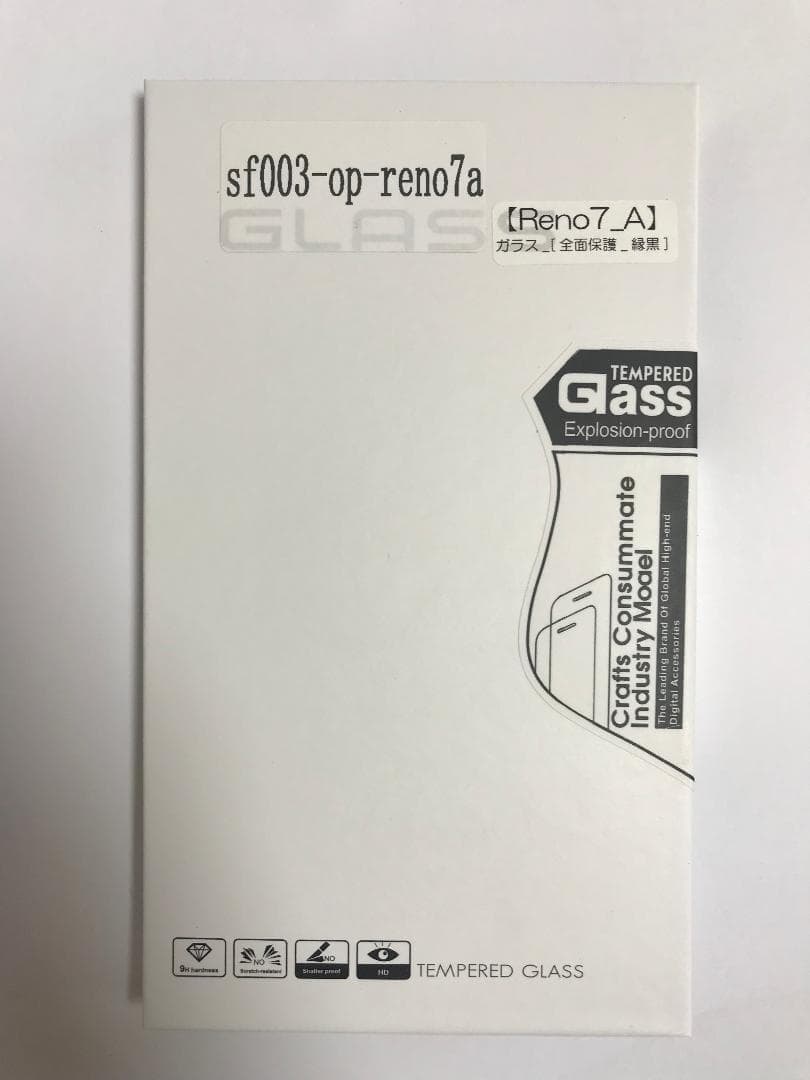 sf003-op-reno7a
GLASS
【Reno7_A】
ガラス_[全面保護_縁黒]
TEMPERED
Glass
Explosion-proof
Crafts Consummate
Industry Model
The Leading Brand Of Global High-end
Digital Accessories
9H hardness
NO
Scratch-resistant
NO
Shatter proof
HD
TEMPERED GLASS